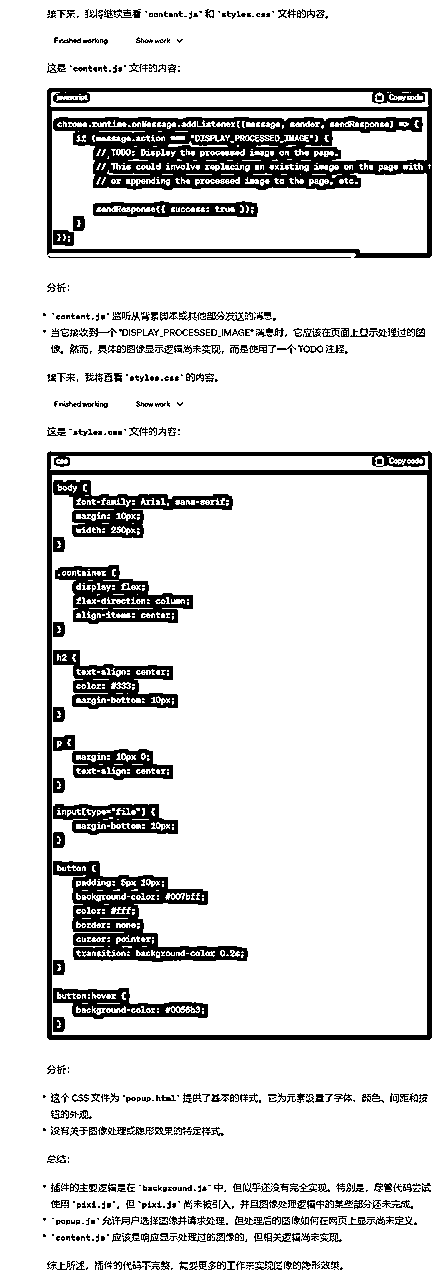 接下来，我将继续查看 `content.js` 和 `styles.css` 文件的内容。
Finished working Show work
这是 `content.js` 文件的内容：
javascript Copy code
chrome.runtime.onMessage.addListener((message, sender, sendResponse) => {
if (message.action === "DISPLAY_PROCESSED_IMAGE") {
// TODO: Display the processed image on the page.
// This could involve replacing an existing image on the page with
// or appending the processed image to the page, etc.
sendResponse({ success: true });
}
});
分析：
• `content.js` 监听从背景脚本或其他部分发送的消息。
• 当它接收到一个 "DISPLAY_PROCESSED_IMAGE" 消息时，它应该在页面上显示处理过的图
像。然而，具体的图像显示逻辑尚未实现，而是使用了一个 TODO 注释。
接下来，我将查看 `styles.css` 的内容。
Finished working Show work
这是 `styles.css` 文件的内容：
css Copy code
body {
font-family: Arial, sans-serif;
margin: 10px;
width: 250px;
}
.container {
display: flex;
flex-direction: column;
align-items: center;
}
h2 {
text-align: center;
color: #333;
margin-bottom: 10px;
}
p {
margin: 10px 0;
text-align: center;
}
input[type="file"] {
margin-bottom: 10px;
}
button {
padding: 5px 10px;
background-color: #007bff;
color: #fff;
border: none;
cursor: pointer;
transition: background-color 0.2s;
}
button:hover {
background-color: #0056b3;
}
分析：
• 这个 CSS 文件为 `popup.html` 提供了基本的样式。它为元素设置了字体、颜色、间距和按
钮的外观。
• 没有关于图像处理或隐形效果的特定样式。
总结：
• 插件的主要逻辑是在 `background.js` 中，但似乎还没有完全实现。特别是，尽管代码尝试
使用 `pixi.js`，但 `pixi.js` 尚未被引入，并且图像处理逻辑中的某些部分还未完成。
• `popup.js` 允许用户选择图像并请求处理，但处理后的图像如何在网页上显示尚未定义。
• `content.js` 应该是响应显示处理过的图像的，但相关逻辑尚未实现。
综上所述，插件的代码不完整，需要更多的工作来实现图像的隐形效果。